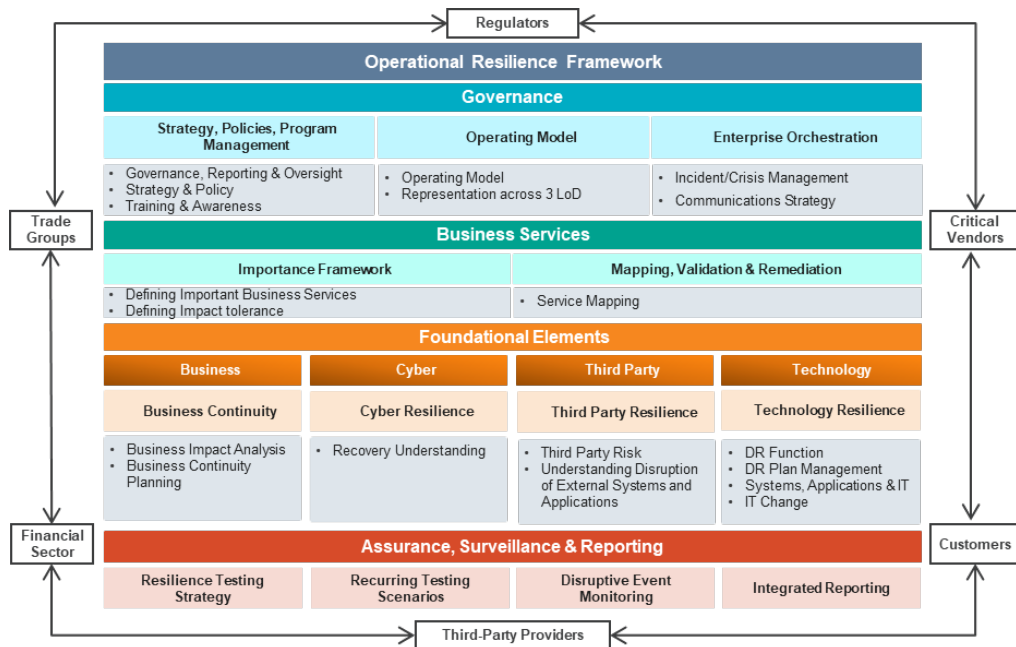 Regulators
Operational Resilience Framework
Governance
Strategy, Policies, Program
Management
Operating Model
Enterprise Orchestration
• Governance, Reporting & Oversight
• Strategy & Policy
• Training & Awareness
• Operating Model
• Representation across 3 LoD
• Incident/Crisis Management
• Communications Strategy
Trade
Groups
Critical
Vendors
Business Services
Importance Framework
Mapping, Validation & Remediation
• Defining Important Business Services
• Defining Impact tolerance
• Service Mapping
Foundational Elements
Business
Cyber
Third Party
Technology
Business Continuity
Cyber Resilience
Third Party Resilience
Technology Resilience
• Business Impact Analysis
• Business Continuity
Planning
• Recovery Understanding
• Third Party Risk
• Understanding Disruption
of External Systems and
Applications
• DR Function
• DR Plan Management
• Systems, Applications & IT
• IT Change
Financial
Sector
Customers
Assurance, Surveillance & Reporting
Resilience Testing
Strategy
Recurring Testing
Scenarios
Disruptive Event
Monitoring
Integrated Reporting
Third-Party Providers